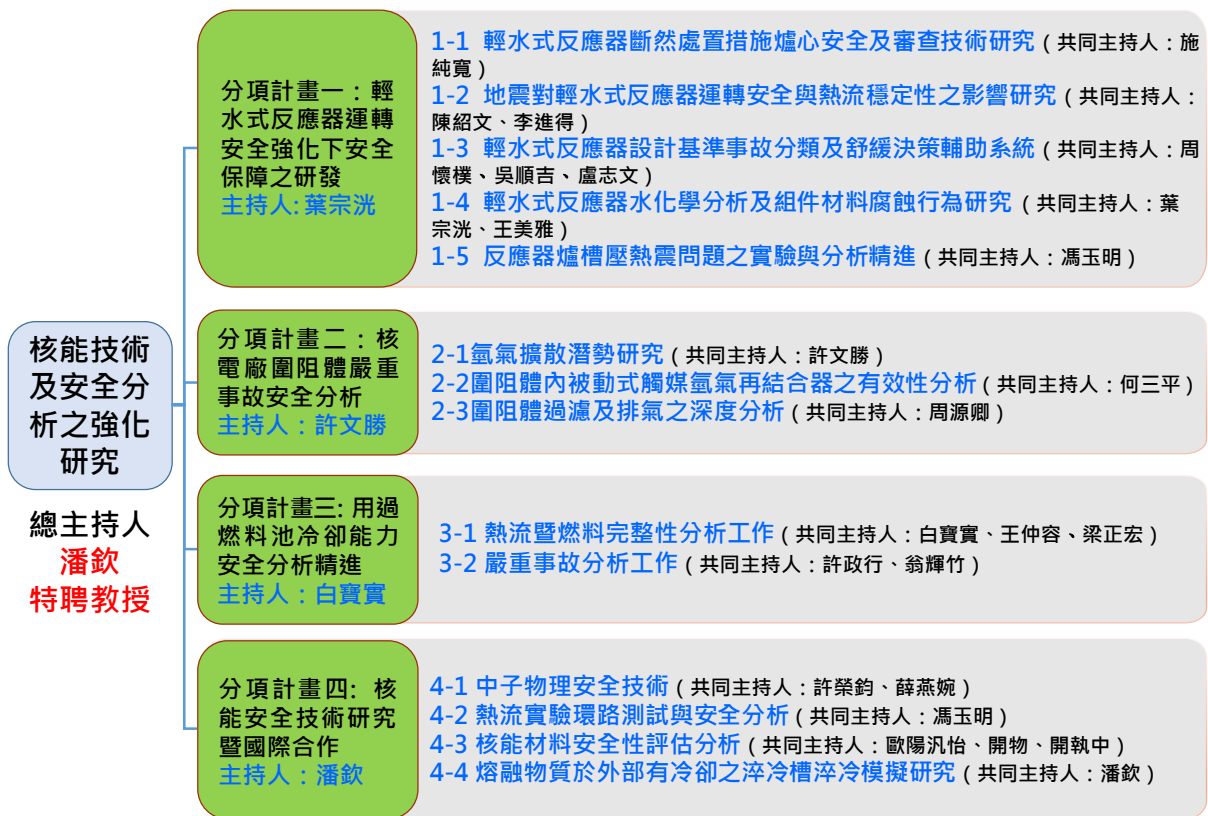 核能技術
及安全分
析之強化
研究
總主持人
潘欽
特聘教授
分項計畫一：輕
水式反應器運轉
安全強化下安全
保障之研發
主持人:葉宗洸
1-1 輕水式反應器斷然處置措施爐心安全及審查技術研究（共同主持人：施
純寬）
1-2 地震對輕水式反應器運轉安全與熱流穩定性之影響研究（共同主持人：
陳紹文、李進得）
1-3 輕水式反應器設計基準事故分類及舒緩決策輔助系統（共同主持人：周
懷樸、吳順吉、盧志文）
1-4 輕水式反應器水化學分析及組件材料腐蝕行為研究（共同主持人：葉
宗洸、王美雅）
1-5 反應器爐槽壓熱震問題之實驗與分析精進（共同主持人：馮玉明）
分項計畫二：核
電廠圍阻體嚴重
事故安全分析
主持人：許文勝
2-1氫氣擴散潛勢研究（共同主持人：許文勝）
2-2圍阻體內被動式觸媒氫氣再結合器之有效性分析（共同主持人：何三平）
2-3圍阻體過濾及排氣之深度分析（共同主持人：周源卿）
分項計畫三:用過
燃料池冷卻能力
安全分析精進
主持人：白寶實
3-1 熱流暨燃料完整性分析工作（共同主持人：白寶實、王仲容、梁正宏）
3-2 嚴重事故分析工作（共同主持人：許政行、翁輝竹）
分項計畫四: 核
能安全技術研究
暨國際合作
主持人：潘欽
4-1 中子物理安全技術（共同主持人：許榮鈞、薛燕婉）
4-2 熱流實驗環路測試與安全分析（共同主持人：馮玉明）
4-3 核能材料安全性評估分析（共同主持人：歐陽汎怡、開物、開執中）
4-4 熔融物質於外部有冷卻之淬冷槽淬冷模擬研究（共同主持人：潘欽）